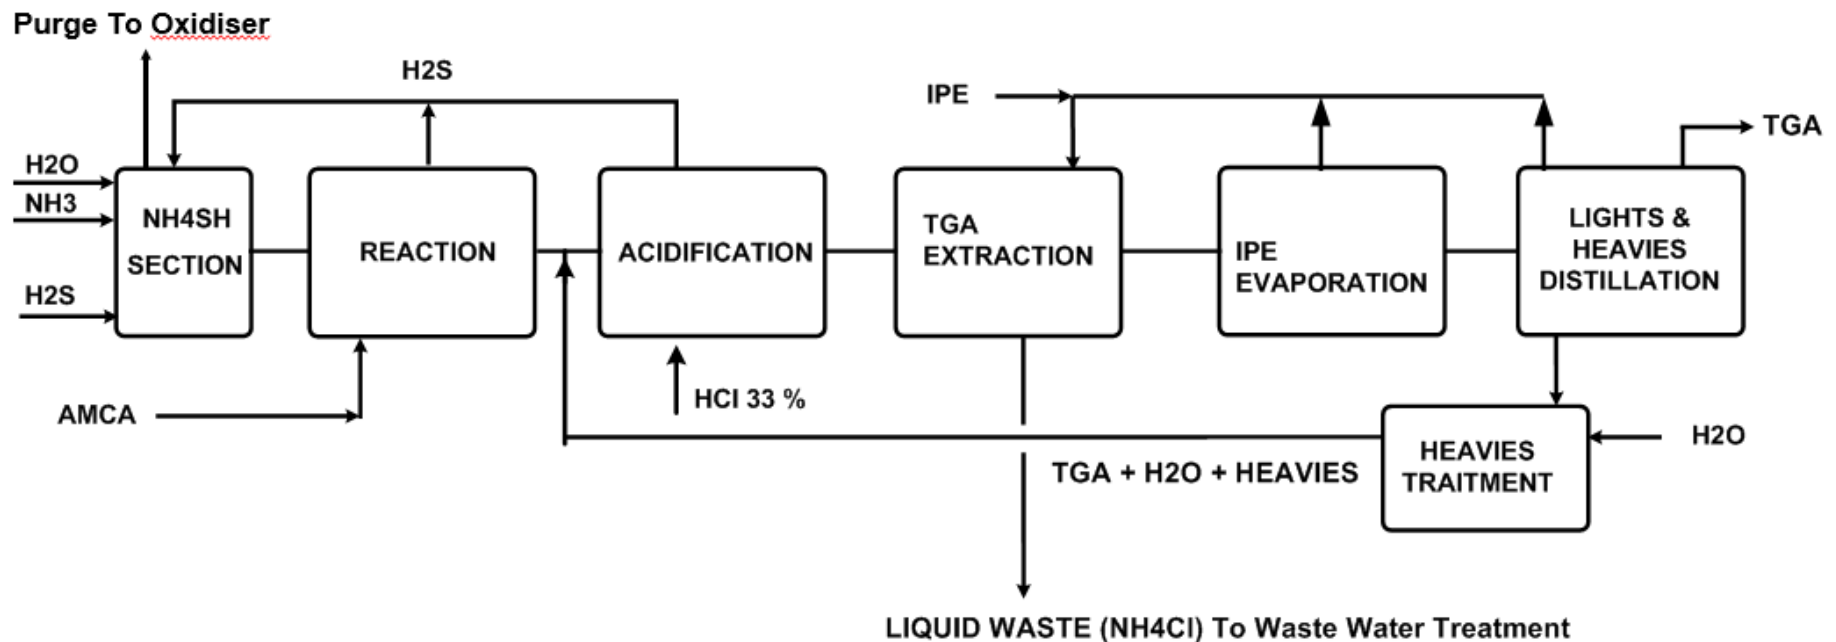 Purge To Oxidiser
H2S
IPE
TGA
H2O
NH3
H2S
NH4SH
SECTION
REACTION
ACIDIFICATION
TGA
EXTRACTION
IPE
EVAPORATION
LIGHTS &
HEAVIES
DISTILLATION
AMCA
HCl 33 %
TGA + H2O + HEAVIES
HEAVIES
TRAITMENT
H2O
LIQUID WASTE (NH4Cl) To Waste Water Treatment